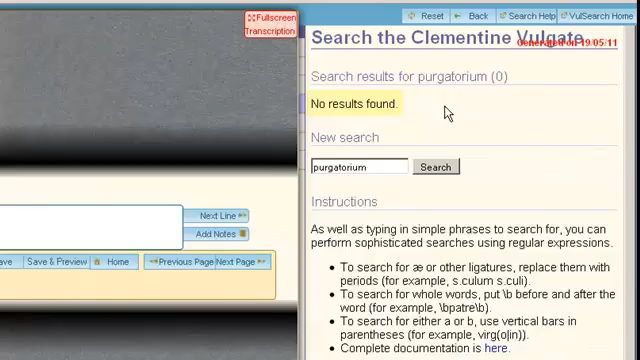 Fullscreen
Transcription
Reset
Back
Search Help
VulSearch Home
Search the Clementine Vulgate
Generated on 19/05/11
Search results for purgatorium (0)
No results found.
New search
purgatorium
Search
Instructions
As well as typing in simple phrases to search for, you can
perform sophisticated searches using regular expressions.
To search for æ or other ligatures, replace them with
periods (for example, s.culum s.culi).
To search for whole words, put \b before and after the
word (for example, \bpatre\b).
To search for either a or b, use vertical bars in
parentheses (for example, virg(o|in)).
Complete documentation is here.
Next Line
Add Notes
ave
Save & Preview
Home
Previous Page
Next Page